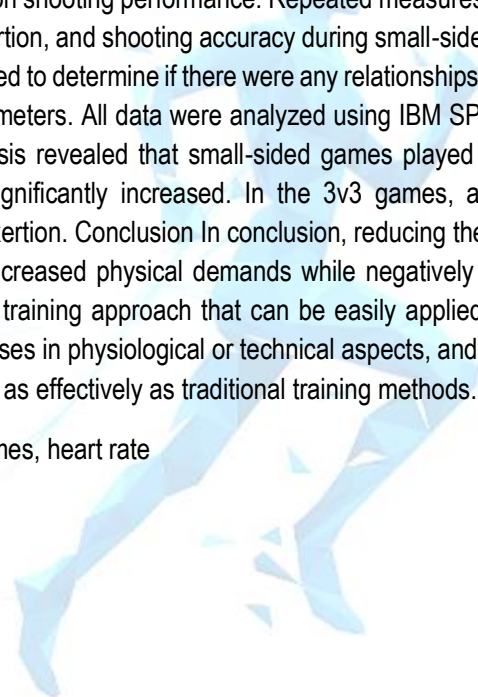 on shooting performance. Repeated measures
rtion, and shooting accuracy during small-side
ed to determine if there were any relationships
meters. All data were analyzed using IBM SP
sis revealed that small-sided games played
gnificantly increased. In the 3v3 games, a
xertion. Conclusion In conclusion, reducing the
creased physical demands while negatively
training approach that can be easily applied
ses in physiological or technical aspects, and
as effectively as traditional training methods.
mes, heart rate